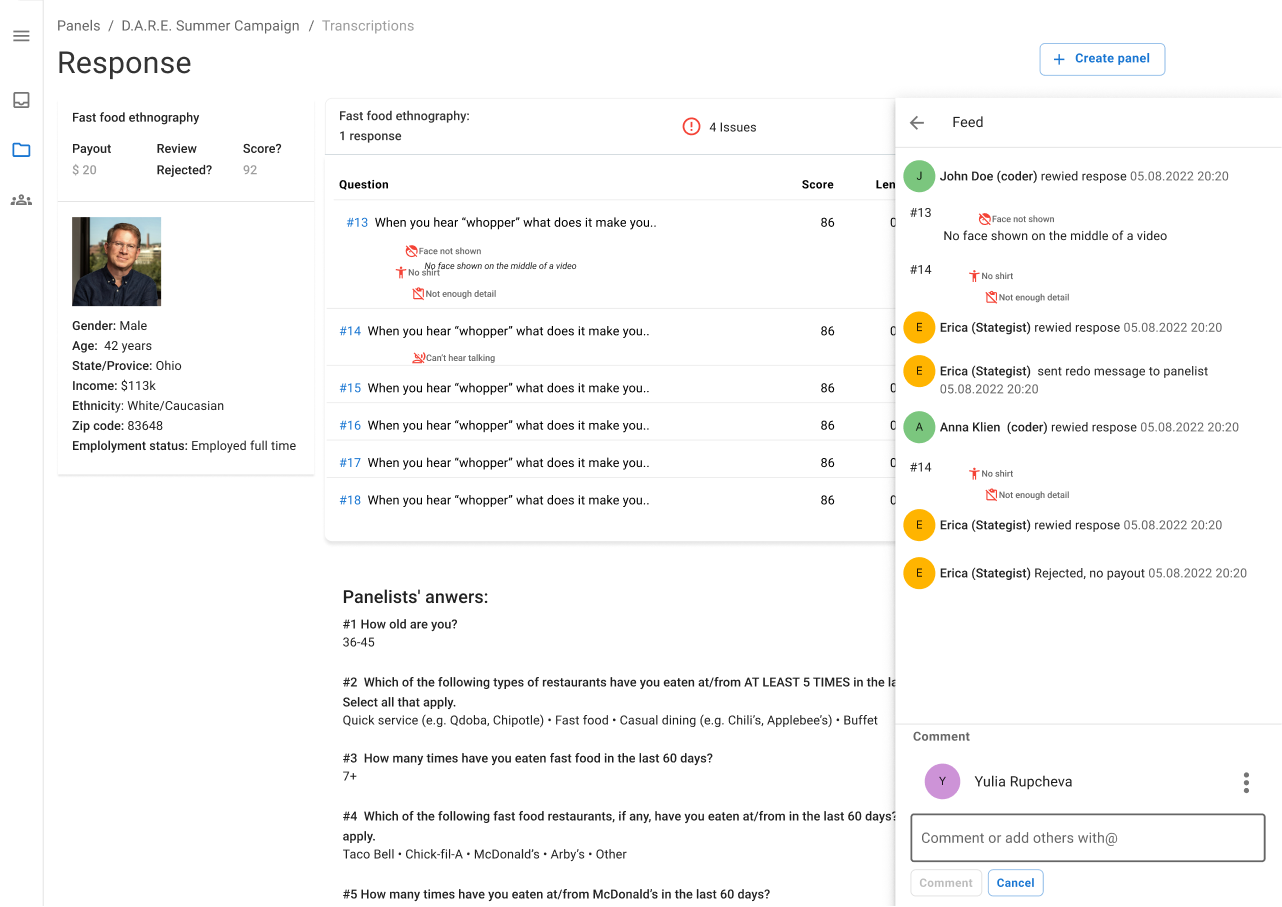 Panels / D.A.R.E. Summer Campaign / Transcriptions
Response
+ Create panel
Fast food ethnography
Payout Review Score?
$ 20 Rejected? 92
Gender: Male
Age: 42 years
State/Provice: Ohio
Income: $113k
Ethnicity: White/Caucasian
Zip code: 83648
Emplolyment status: Employed full time
Fast food ethnography:
1 response
4 Issues
Question Score Len
#13 When you hear “whopper” what does it make you.. 86 0
Face not shown
No face shown on the middle of a video
No shirt
Not enough detail
#14 When you hear “whopper” what does it make you.. 86 0
Can't hear talking
#15 When you hear “whopper” what does it make you.. 86 0
#16 When you hear “whopper” what does it make you.. 86 0
#17 When you hear “whopper” what does it make you.. 86 0
#18 When you hear “whopper” what does it make you.. 86 0
Panelists' anwers:
#1 How old are you?
36-45
#2 Which of the following types of restaurants have you eaten at/from AT LEAST 5 TIMES in the la
Select all that apply.
Quick service (e.g. Qdoba, Chipotle) • Fast food • Casual dining (e.g. Chili’s, Applebee’s) • Buffet
#3 How many times have you eaten fast food in the last 60 days?
7+
#4 Which of the following fast food restaurants, if any, have you eaten at/from in the last 60 days?
apply.
Taco Bell • Chick-fil-A • McDonald’s • Arby’s • Other
#5 How many times have you eaten at/from McDonald’s in the last 60 days?
Feed
J John Doe (coder) rewied respose 05.08.2022 20:20
#13
Face not shown
No face shown on the middle of a video
#14
No shirt
Not enough detail
E Erica (Stategist) rewied respose 05.08.2022 20:20
E Erica (Stategist) sent redo message to panelist
05.08.2022 20:20
A Anna Klien (coder) rewied respose 05.08.2022 20:20
#14
No shirt
Not enough detail
E Erica (Stategist) rewied respose 05.08.2022 20:20
E Erica (Stategist) Rejected, no payout 05.08.2022 20:20
Comment
Y Yulia Rupcheva
Comment or add others with@
Comment Cancel